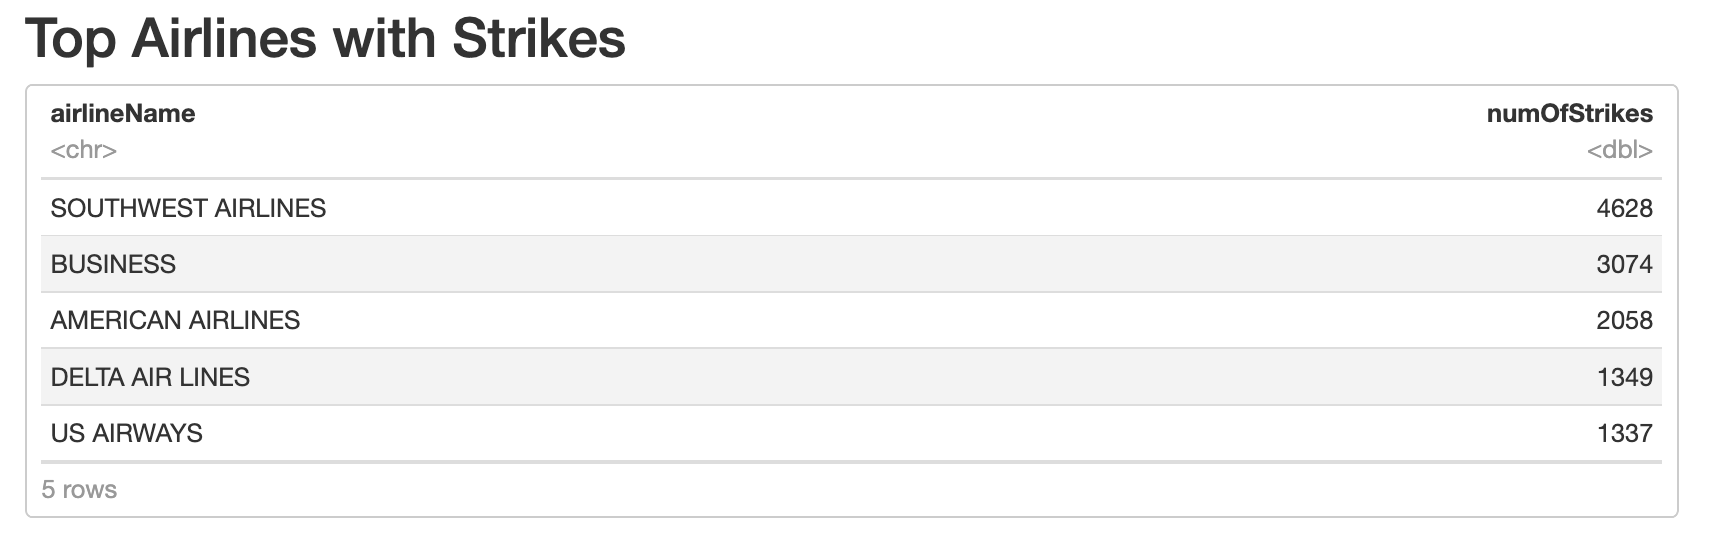 Top Airlines with Strikes
airlineName numOfStrikes
<chr> <dbl>
SOUTHWEST AIRLINES 4628
BUSINESS 3074
AMERICAN AIRLINES 2058
DELTA AIR LINES 1349
US AIRWAYS 1337
5 rows